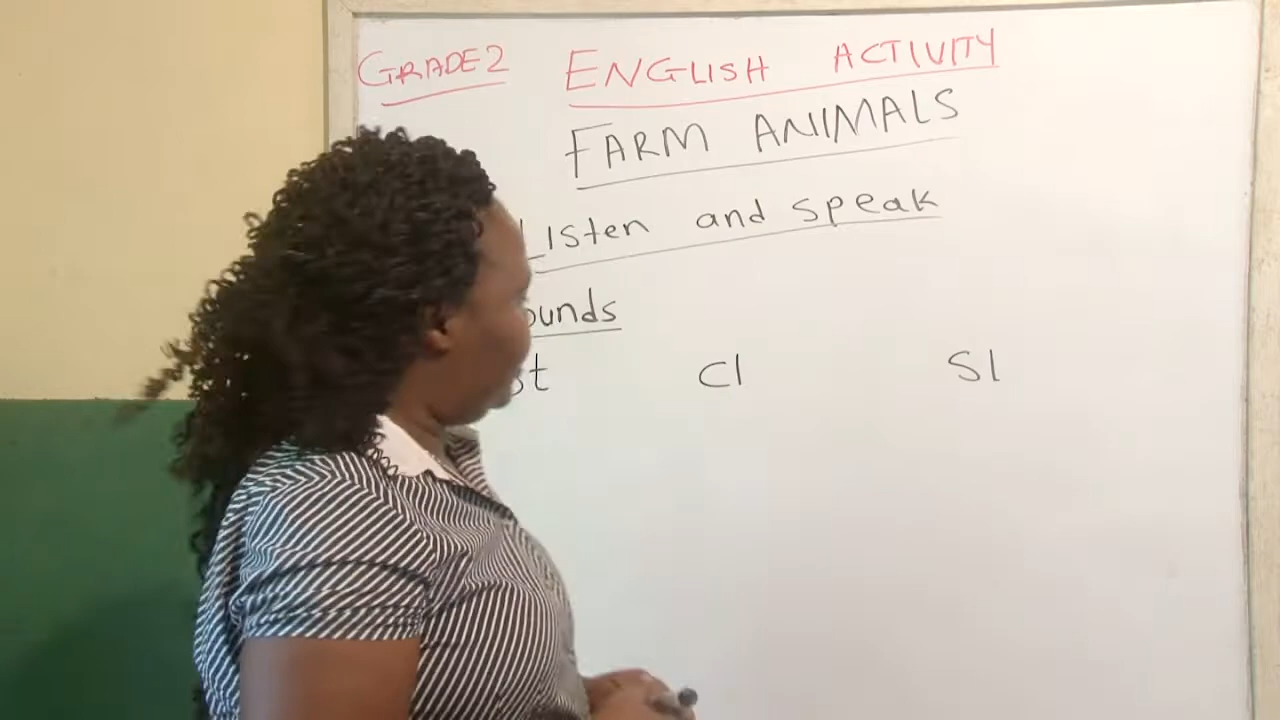 GRADE 2 ENGLISH ACTIVITY
FARM ANIMALS
Listen and speak
ounds
st cl sl